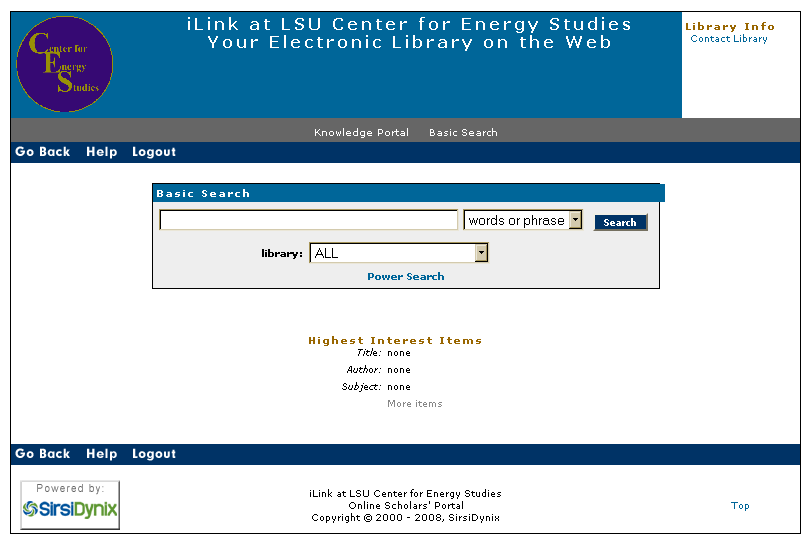 Center for
Energy
Studies
iLink at LSU Center for Energy Studies
Your Electronic Library on the Web
Library Info
Contact Library
Knowledge Portal Basic Search
Go Back Help Logout
Basic Search
words or phrase Search
library: ALL
Power Search
Highest Interest Items
Title: none
Author: none
Subject: none
More items
Go Back Help Logout
Powered by:
SirsiDynix
iLink at LSU Center for Energy Studies
Online Scholars' Portal
Copyright © 2000 - 2008, SirsiDynix
Top